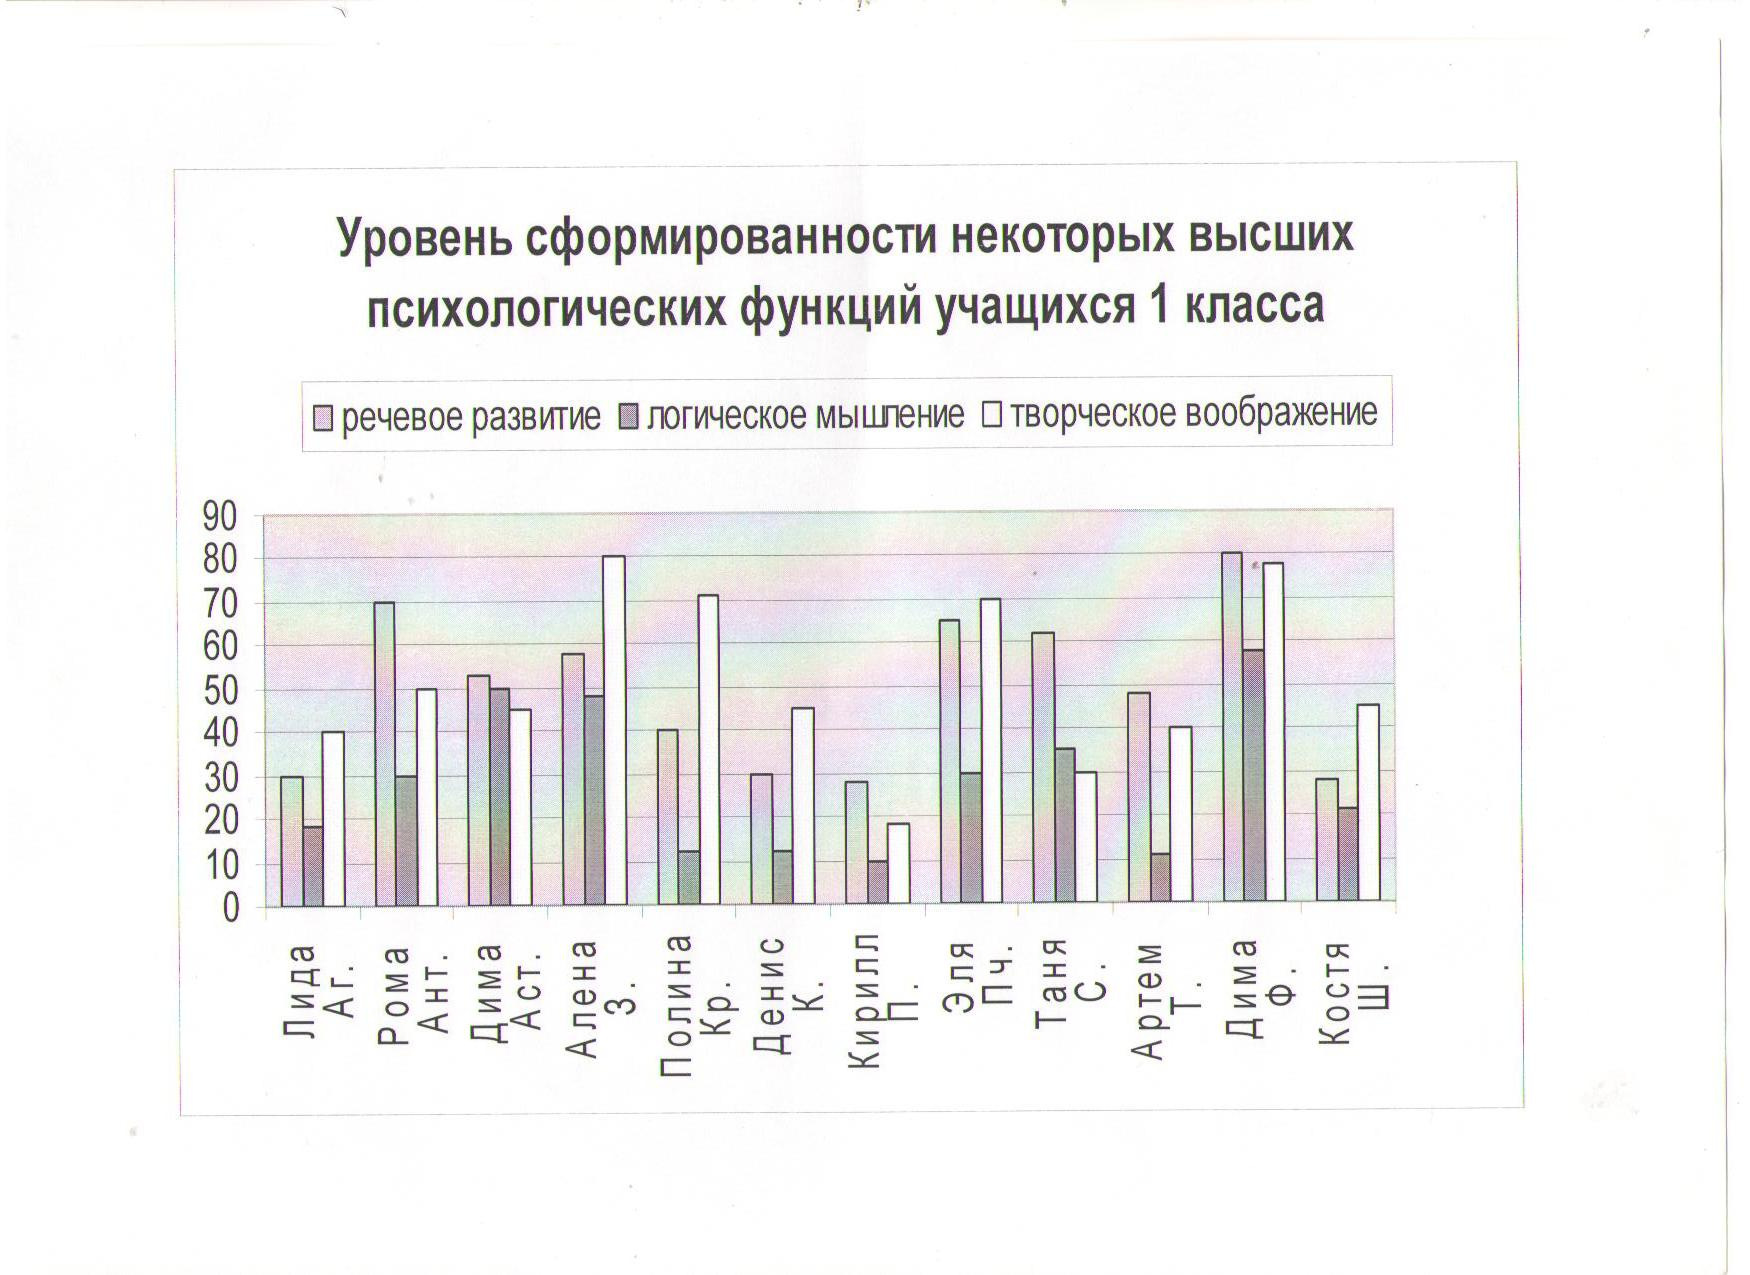 Уровень сформированности некоторых высших
психологических функций учащихся 1 класса
речевое развитие логическое мышление творческое воображение
90
80
70
60
50
40
30
20
10
0
Лида
Аг.
Рома
Ант.
Дима
Аст.
Алена
З.
Полина
Кр.
Денис
К.
Кирилл
П.
Эля
Пч.
Таня
С.
Артем
Т.
Дима
Ф.
Костя
Ш.